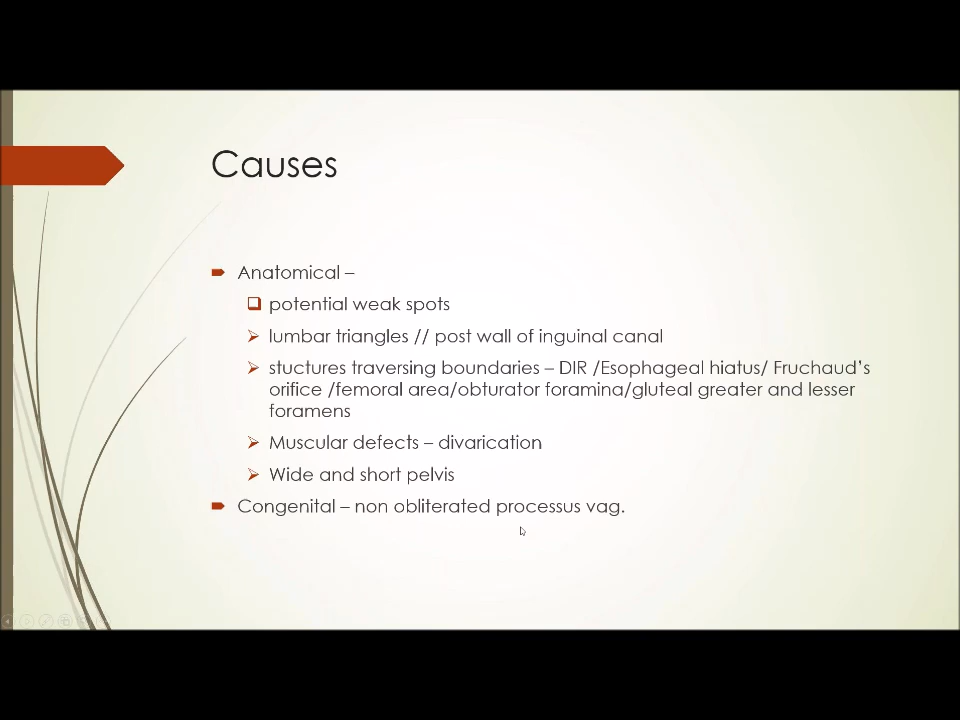 Causes
Anatomical –
potential weak spots
lumbar triangles // post wall of inguinal canal
stuctures traversing boundaries – DIR /Esophageal hiatus/ Fruchaud's
orifice /femoral area/obturator foramina/gluteal greater and lesser
foramens
Muscular defects – divarication
Wide and short pelvis
Congenital – non obliterated processus vag.